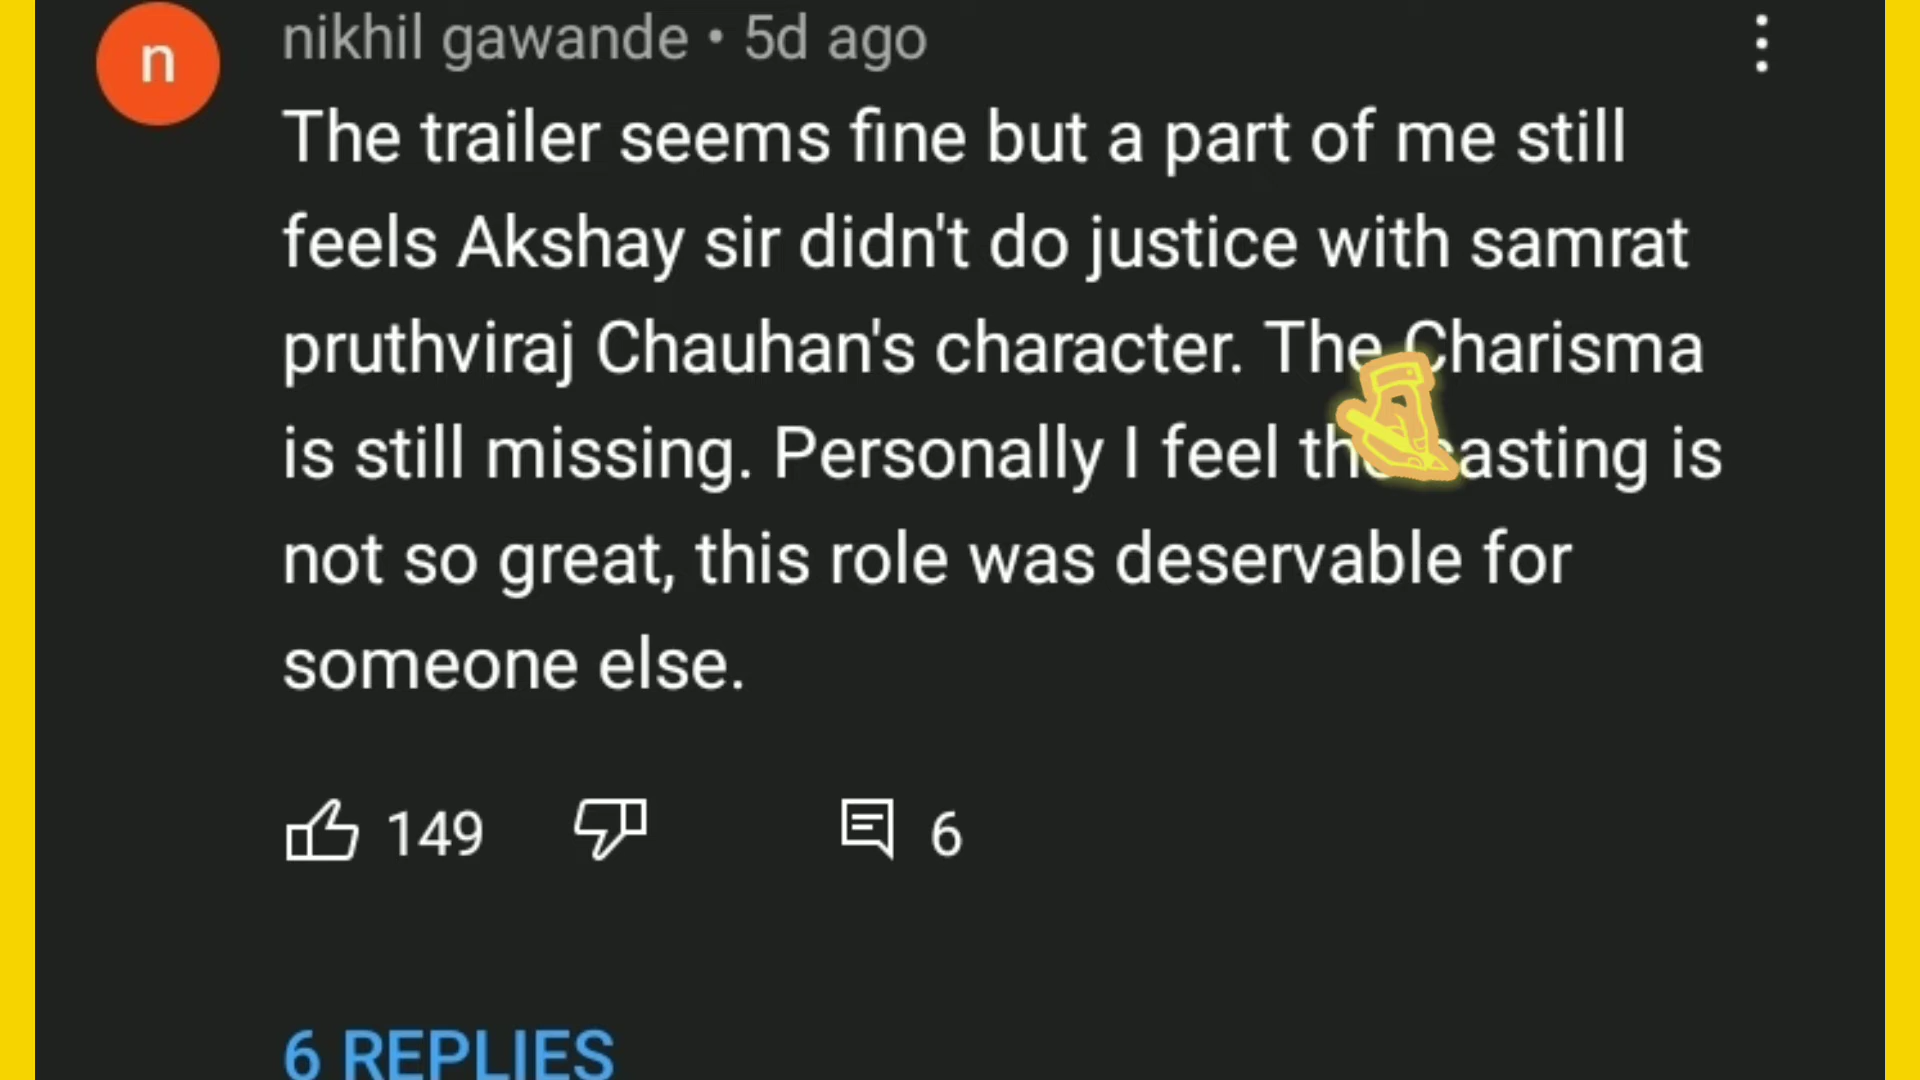 n
nikhil gawande • 5d ago
The trailer seems fine but a part of me still
feels Akshay sir didn't do justice with samrat
pruthviraj Chauhan's character. The Charisma
is still missing. Personally I feel the casting is
not so great, this role was deservable for
someone else.
149 6
6 REPLIES